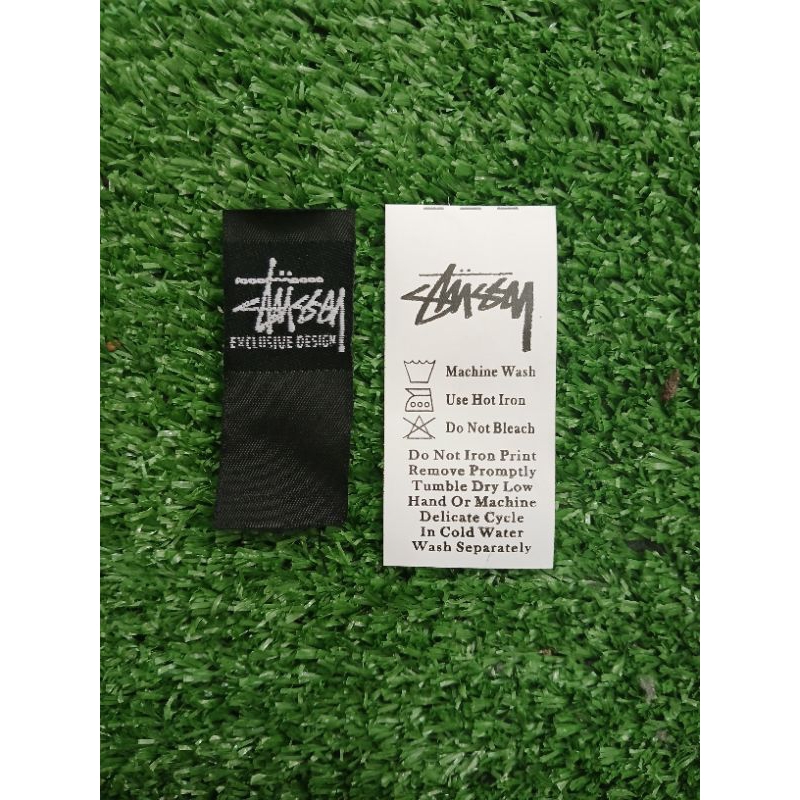 Stüssy
EXCLUSIVE DESIGN
Stüssy
Machine Wash
Use Hot Iron
Do Not Bleach
Do Not Iron Print
Remove Promptly
Tumble Dry Low
Hand Or Machine
Delicate Cycle
In Cold Water
Wash Separately